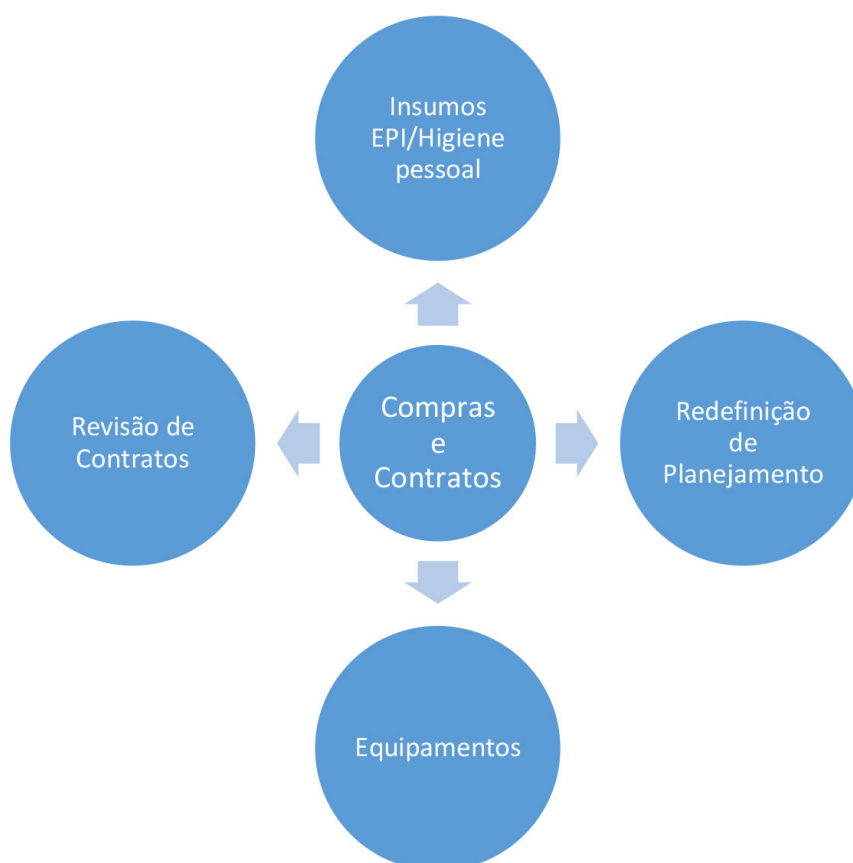 Insumos
EPI/Higiene
pessoal
Revisão de
Contratos
Compras
e
Contratos
Redefinição
de
Planejamento
Equipamentos